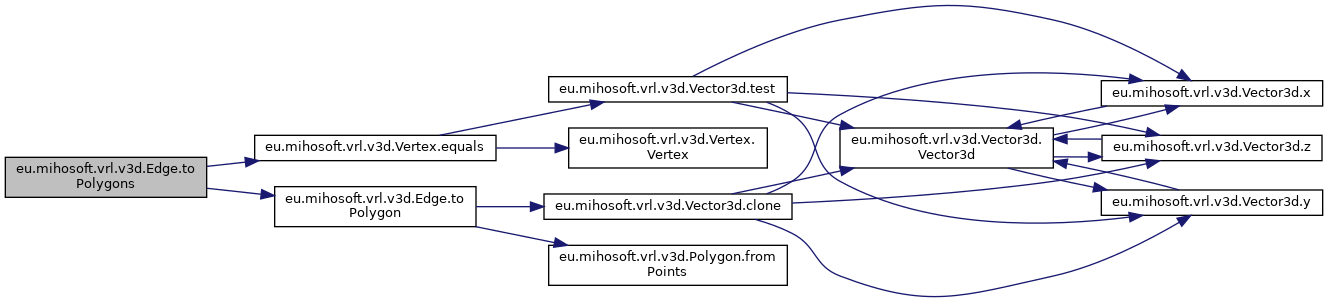 eu.mihosoft.vrl.v3d.Edge.to
Polygons
eu.mihosoft.vrl.v3d.Vertex.equals
eu.mihosoft.vrl.v3d.Edge.to
Polygon
eu.mihosoft.vrl.v3d.Vector3d.test
eu.mihosoft.vrl.v3d.Vertex.
Vertex
eu.mihosoft.vrl.v3d.Vector3d.clone
eu.mihosoft.vrl.v3d.Polygon.from
Points
eu.mihosoft.vrl.v3d.Vector3d.
Vector3d
eu.mihosoft.vrl.v3d.Vector3d.x
eu.mihosoft.vrl.v3d.Vector3d.z
eu.mihosoft.vrl.v3d.Vector3d.y